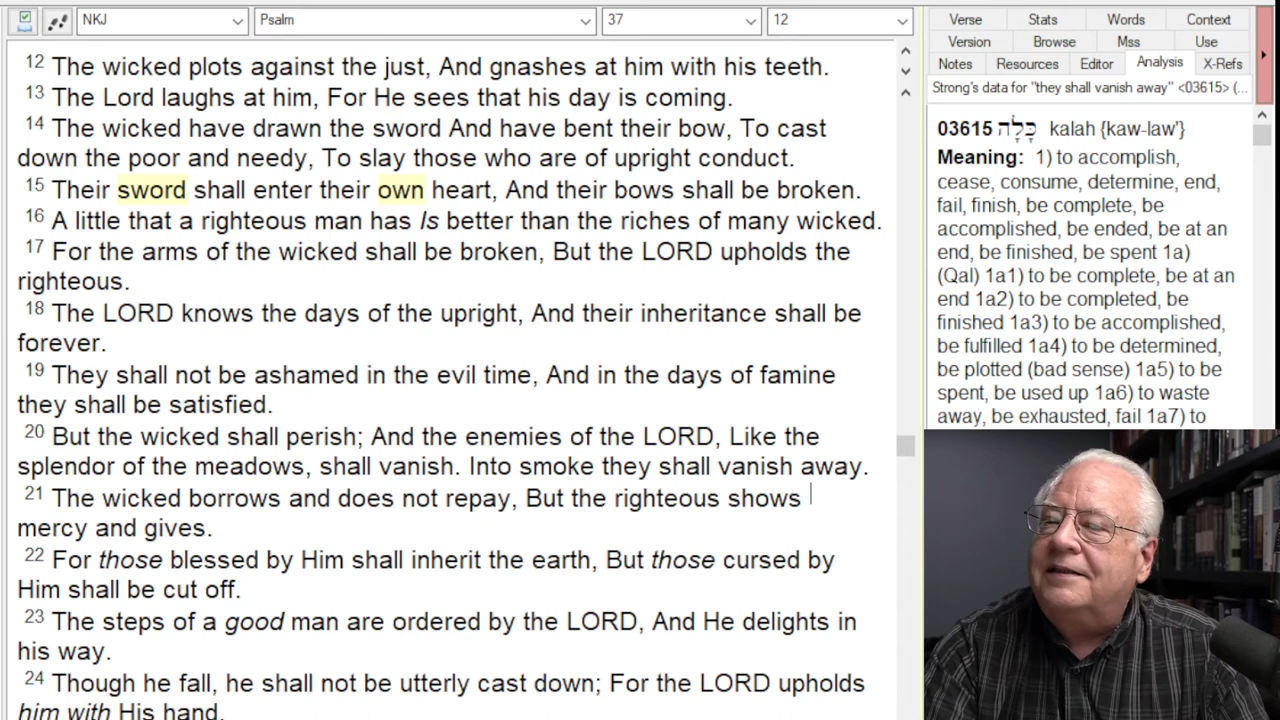 NKJ Psalm 37 12
12 The wicked plots against the just, And gnashes at him with his teeth.
13 The Lord laughs at him, For He sees that his day is coming.
14 The wicked have drawn the sword And have bent their bow, To cast
down the poor and needy, To slay those who are of upright conduct.
15 Their sword shall enter their own heart, And their bows shall be broken.
16 A little that a righteous man has Is better than the riches of many wicked.
17 For the arms of the wicked shall be broken, But the LORD upholds the
righteous.
18 The LORD knows the days of the upright, And their inheritance shall be
forever.
19 They shall not be ashamed in the evil time, And in the days of famine
they shall be satisfied.
20 But the wicked shall perish; And the enemies of the LORD, Like the
splendor of the meadows, shall vanish. Into smoke they shall vanish away.
21 The wicked borrows and does not repay, But the righteous shows
mercy and gives.
22 For those blessed by Him shall inherit the earth, But those cursed by
Him shall be cut off.
23 The steps of a good man are ordered by the LORD, And He delights in
his way.
24 Though he fall, he shall not be utterly cast down; For the LORD upholds
him with His hand.
Verse Stats Words Context
Version Browse Mss Use
Notes Resources Editor Analysis X-Refs
Strong's data for "they shall vanish away" <03615> (...
03615 כָּלָה kalah {kaw-law'}
Meaning: 1) to accomplish,
cease, consume, determine, end,
fail, finish, be complete, be
accomplished, be ended, be at an
end, be finished, be spent 1a)
(Qal) 1a1) to be complete, be at an
end 1a2) to be completed, be
finished 1a3) to be accomplished,
be fulfilled 1a4) to be determined,
be plotted (bad sense) 1a5) to be
spent, be used up 1a6) to waste
away, be exhausted, fail 1a7) to